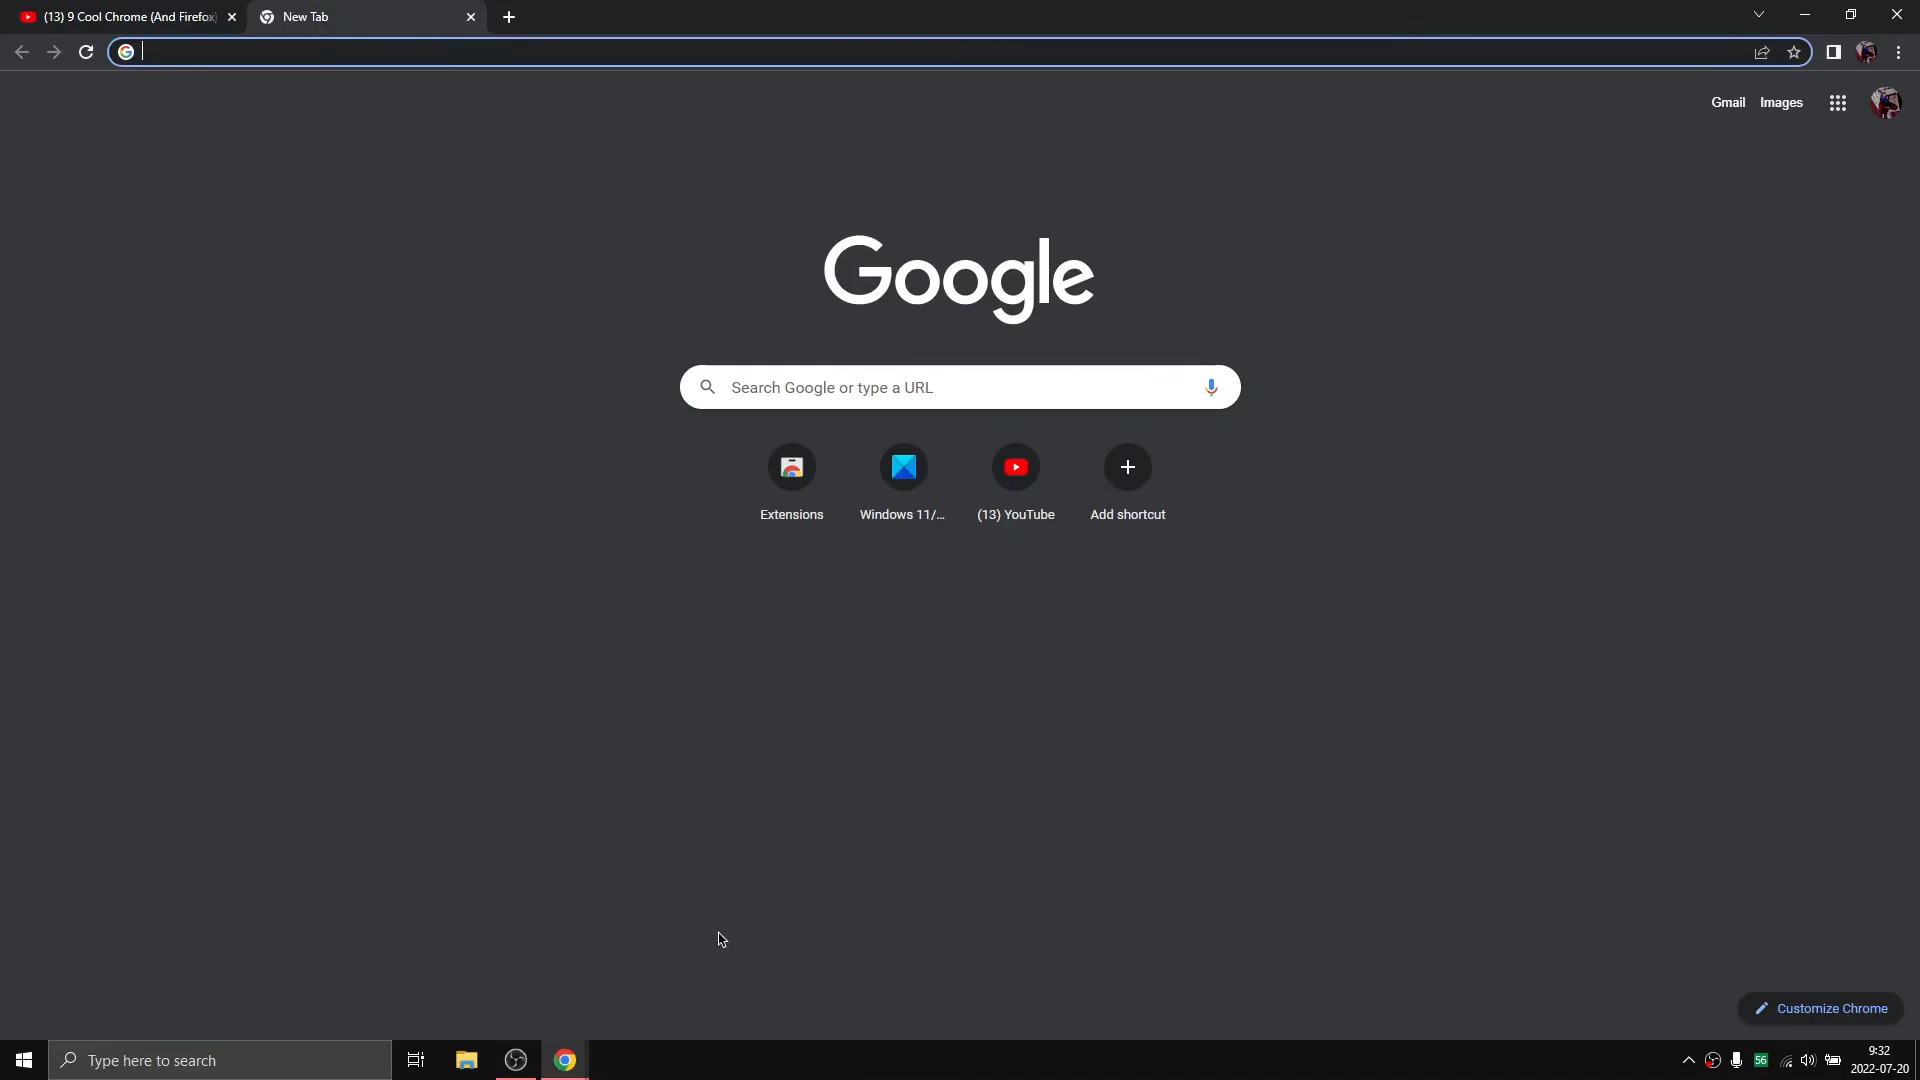 (13) 9 Cool Chrome (And Firefox)
New Tab
Gmail
Images
Google
Search Google or type a URL
Extensions
Windows 11/...
(13) YouTube
Add shortcut
Customize Chrome
Type here to search
56
9:32
2022-07-20